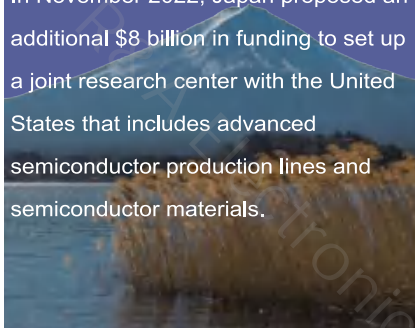 In November 2022, Japan proposed an
additional $8 billion in funding to set up
a joint research center with the United
States that includes advanced
semiconductor production lines and
semiconductor materials.